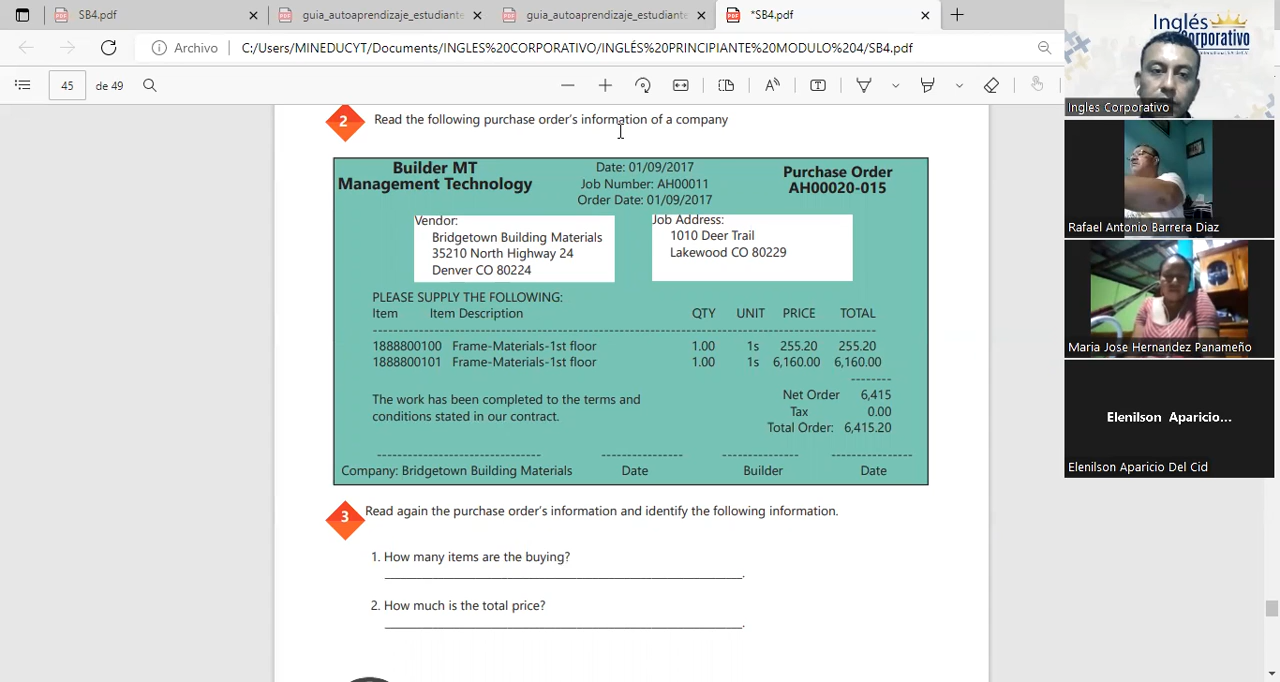 SB4.pdf
guia_autoaprendizaje_estudiante
guia_autoaprendizaje_estudiante
*SB4.pdf
Archivo C:/Users/MINEDUCYT/Documents/INGLES%20CORPORATIVO/INGLÉS%20PRINCIPIANTE%20MODULO%204/SB4.pdf
45 de 49
2 Read the following purchase order's information of a company
Builder MT
Management Technology
Date: 01/09/2017
Job Number: AH00011
Order Date: 01/09/2017
Purchase Order
AH00020-015
Vendor:
Bridgetown Building Materials
35210 North Highway 24
Denver CO 80224
Job Address:
1010 Deer Trail
Lakewood CO 80229
PLEASE SUPPLY THE FOLLOWING:
Item Item Description QTY UNIT PRICE TOTAL
1888800100 Frame-Materials-1st floor 1.00 1s 255.20 255.20
1888800101 Frame-Materials-1st floor 1.00 1s 6,160.00 6,160.00
The work has been completed to the terms and
conditions stated in our contract.
Net Order 6,415
Tax 0.00
Total Order: 6,415.20
Company: Bridgetown Building Materials Date Builder Date
3 Read again the purchase order's information and identify the following information.
1. How many items are the buying?
2. How much is the total price?
Inglés
Corporativo
Ingles Corporativo
Rafael Antonio Barrera Diaz
Maria Jose Hernandez Panameño
Elenilson Aparicio...
Elenilson Aparicio Del Cid